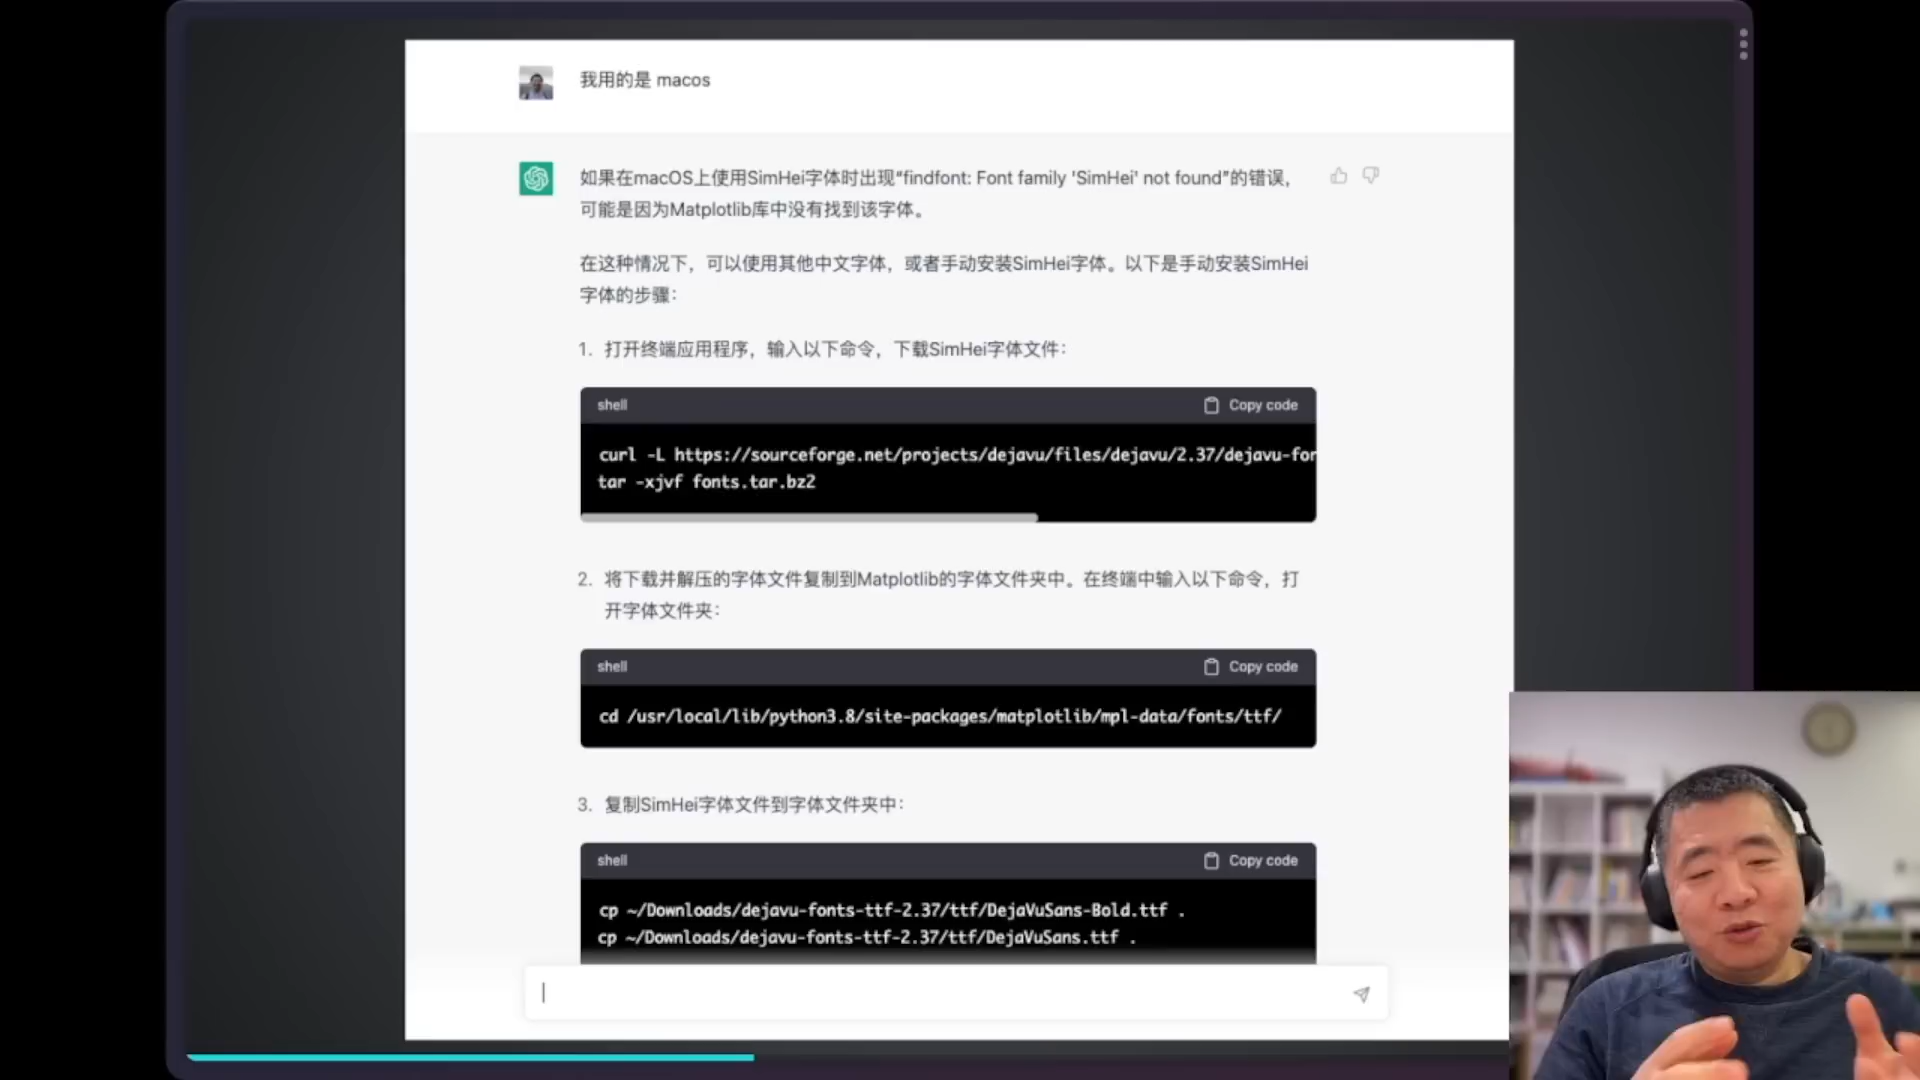 我用的是 macos
如果在macOS上使用SimHei字体时出现“findfont: Font family 'SimHei' not found”的错误，
可能是因为Matplotlib库中没有找到该字体。
在这种情况下，可以使用其他中文字体，或者手动安装SimHei字体。以下是手动安装SimHei
字体的步骤：
1. 打开终端应用程序，输入以下命令，下载SimHei字体文件：
shell
Copy code
curl -L https://sourceforge.net/projects/dejavu/files/dejavu/2.37/dejavu-for
tar -xjvf fonts.tar.bz2
2. 将下载并解压的字体文件复制到Matplotlib的字体文件夹中。在终端中输入以下命令，打
开字体文件夹：
shell
Copy code
cd /usr/local/lib/python3.8/site-packages/matplotlib/mpl-data/fonts/ttf/
3. 复制SimHei字体文件到字体文件夹中：
shell
Copy code
cp ~/Downloads/dejavu-fonts-ttf-2.37/ttf/DejaVuSans-Bold.ttf .
cp ~/Downloads/dejavu-fonts-ttf-2.37/ttf/DejaVuSans.ttf .